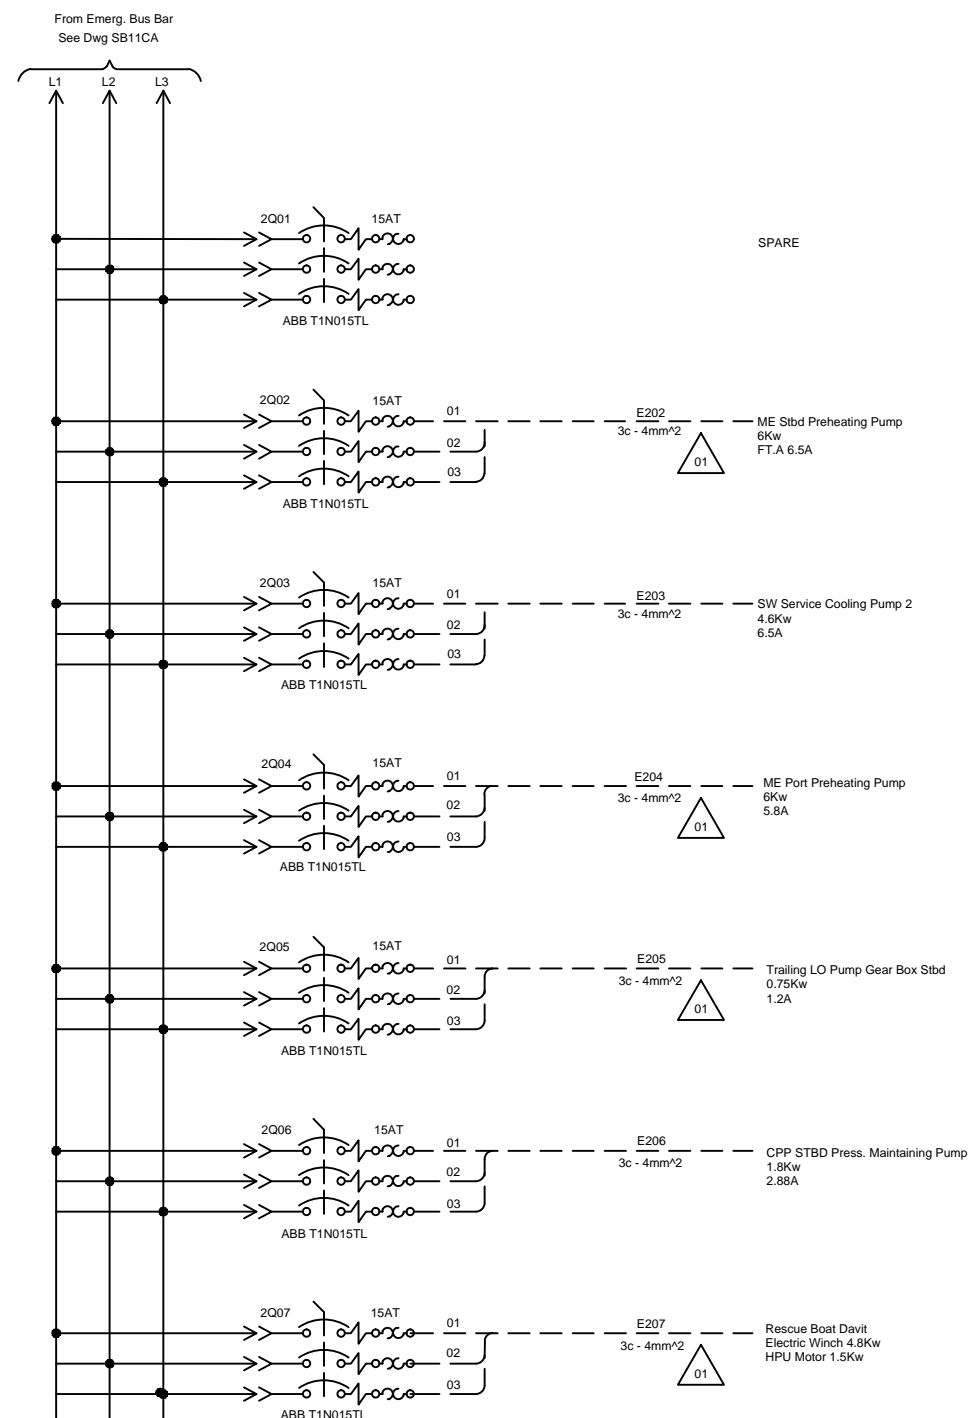 From Emerg. Bus Bar
See Dwg SB11CA
L1 L2 L3
2Q01 15AT
SPARE
ABB T1N015TL
2Q02 15AT 01 E202
ME Stbd Preheating Pump
3c - 4mm^2
6Kw
02
FT.A 6.5A
01
03
ABB T1N015TL
2Q03 15AT 01 E203
SW Service Cooling Pump 2
3c - 4mm^2
4.6Kw
02
6.5A
03
ABB T1N015TL
2Q04 15AT 01 E204
ME Port Preheating Pump
3c - 4mm^2
6Kw
02
5.8A
01
03
ABB T1N015TL
2Q05 15AT 01 E205
Trailing LO Pump Gear Box Stbd
3c - 4mm^2
0.75Kw
02
1.2A
01
03
ABB T1N015TL
2Q06 15AT 01 E206
CPP STBD Press. Maintaining Pump
3c - 4mm^2
1.8Kw
02
2.88A
03
ABB T1N015TL
2Q07 15AT 01 E207
Rescue Boat Davit
3c - 4mm^2
Electric Winch 4.8Kw
02
HPU Motor 1.5Kw
01
03
ABB T1N015TL